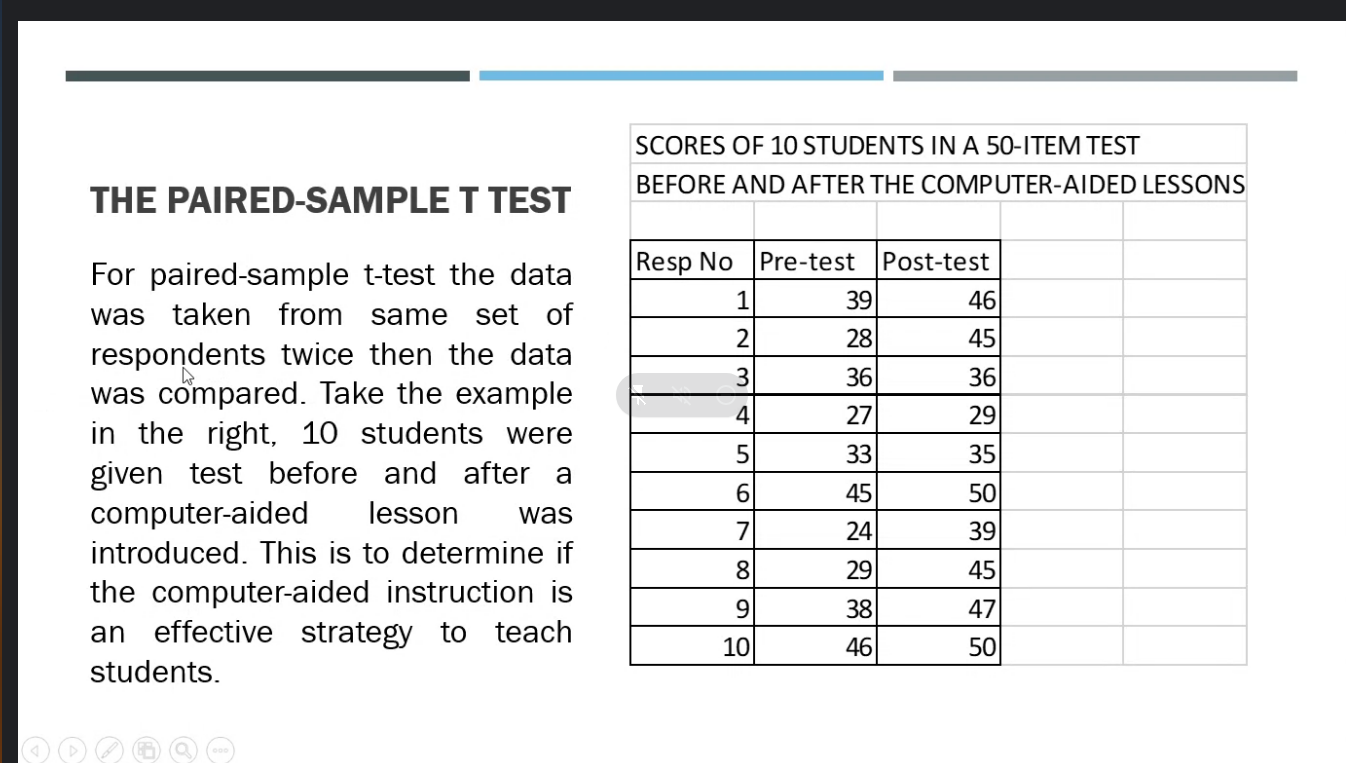 THE PAIRED-SAMPLE T TEST
For paired-sample t-test the data
was taken from same set of
respondents twice then the data
was compared. Take the example
in the right, 10 students were
given test before and after a
computer-aided lesson was
introduced. This is to determine if
the computer-aided instruction is
an effective strategy to teach
students.
SCORES OF 10 STUDENTS IN A 50-ITEM TEST
BEFORE AND AFTER THE COMPUTER-AIDED LESSONS
Resp No Pre-test Post-test
1 39 46
2 28 45
3 36 36
4 27 29
5 33 35
6 45 50
7 24 39
8 29 45
9 38 47
10 46 50